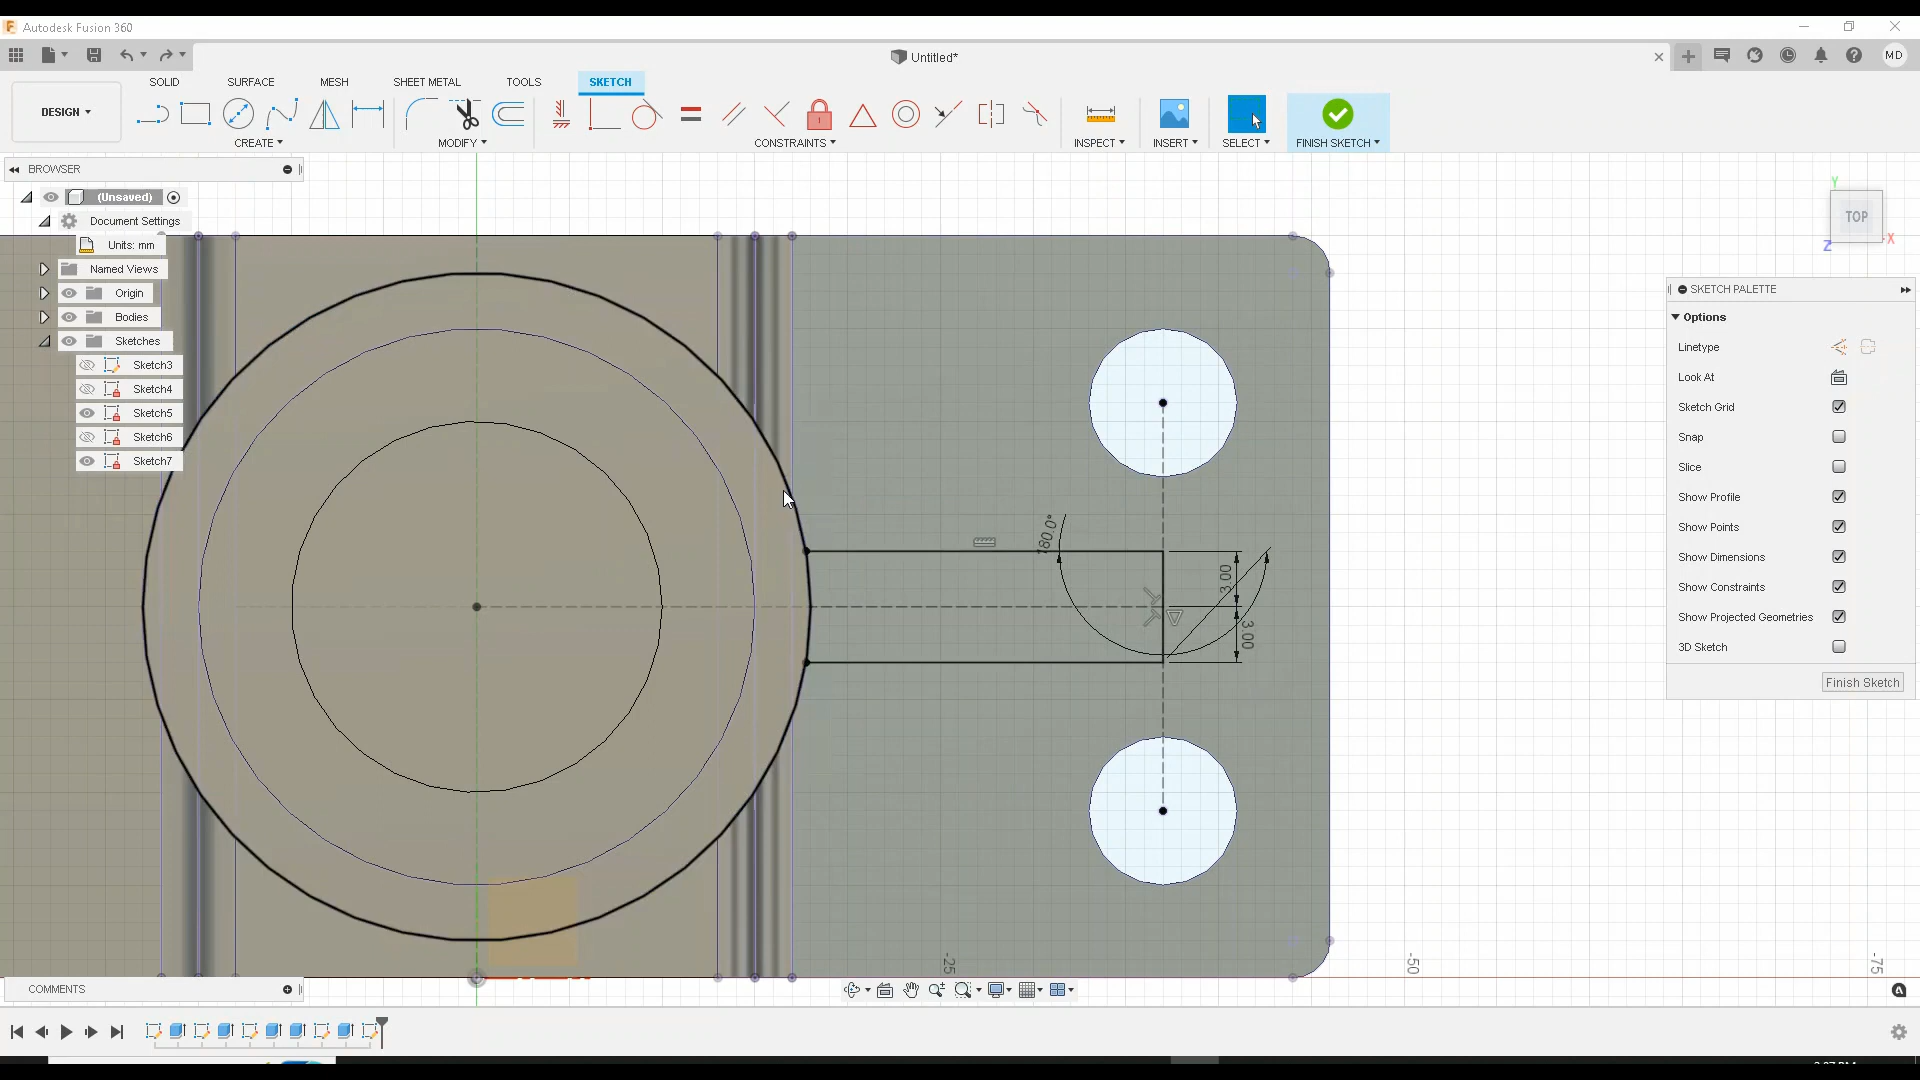 Autodesk Fusion 360
Untitled*
MD
DESIGN
SOLID SURFACE MESH SHEET METAL TOOLS SKETCH
CREATE MODIFY CONSTRAINTS INSPECT INSERT SELECT FINISH SKETCH
BROWSER
(Unsaved)
Document Settings
Units: mm
Named Views
Origin
Bodies
Sketches
Sketch3
Sketch4
Sketch5
Sketch6
Sketch7
TOP
Y
X
Z
SKETCH PALETTE
Options
Linetype
Look At
Sketch Grid
Snap
Slice
Show Profile
Show Points
Show Dimensions
Show Constraints
Show Projected Geometries
3D Sketch
Finish Sketch
180.0°
3.00
3.00
-25
-50
-75
COMMENTS